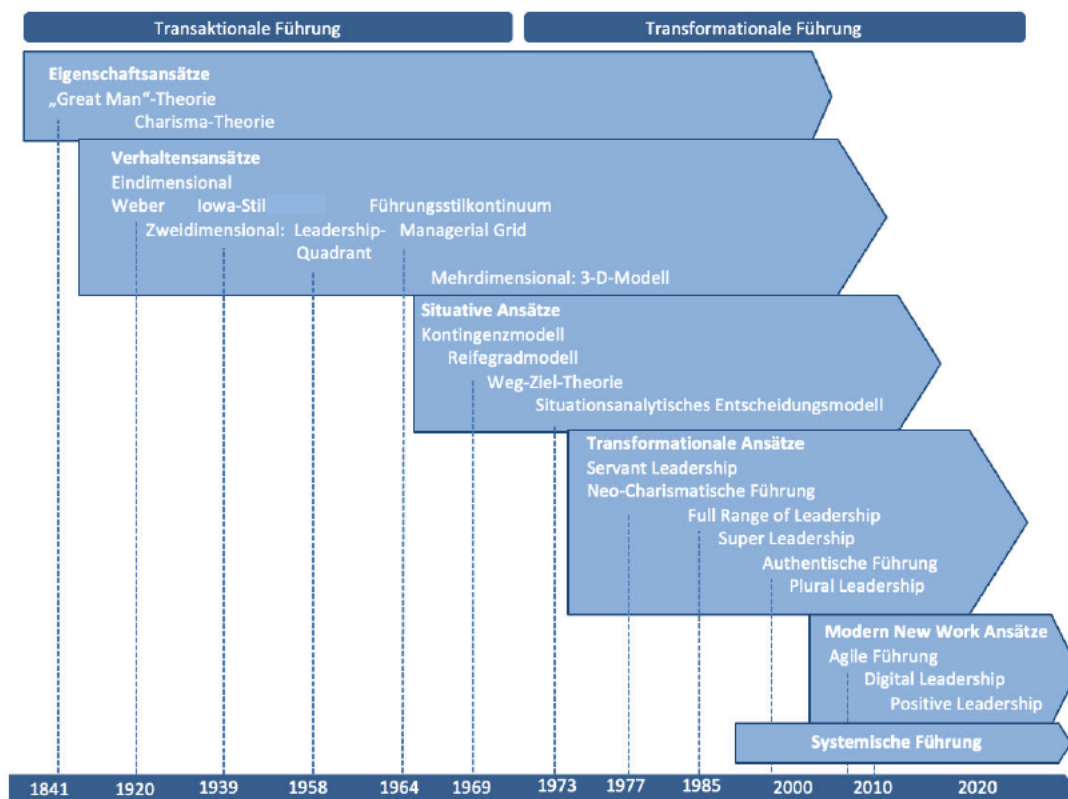 Transaktionale Führung
Transformationale Führung
Eigenschaftsansätze
„Great Man“-Theorie
Charisma-Theorie
Verhaltensansätze
Eindimensional
Weber Iowa-Stil Führungsstilkontinuum
Zweidimensional: Leadership- Managerial Grid
Quadrant
Mehrdimensional: 3-D-Modell
Situative Ansätze
Kontingenzmodell
Reifegradmodell
Weg-Ziel-Theorie
Situationsanalytisches Entscheidungsmodell
Transformationale Ansätze
Servant Leadership
Neo-Charismatische Führung
Full Range of Leadership
Super Leadership
Authentische Führung
Plural Leadership
Modern New Work Ansätze
Agile Führung
Digital Leadership
Positive Leadership
Systemische Führung
1841 1920 1939 1958 1964 1969 1973 1977 1985 2000 2010 2020